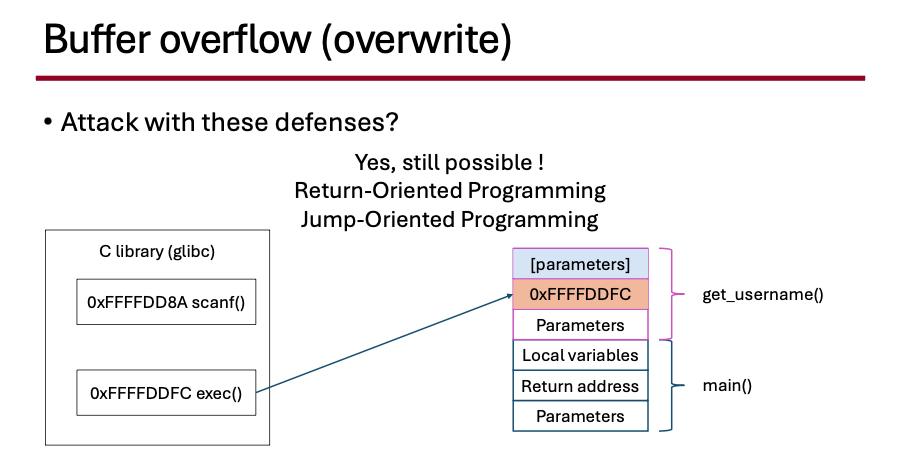 Buffer overflow (overwrite)
• Attack with these defenses?
Yes, still possible !
Return-Oriented Programming
Jump-Oriented Programming
C library (glibc)
0xFFFFDD8A scanf()
0xFFFFDDFC exec()
[parameters]
0xFFFFDDFC
Parameters
Local variables
Return address
Parameters
get_username()
main()